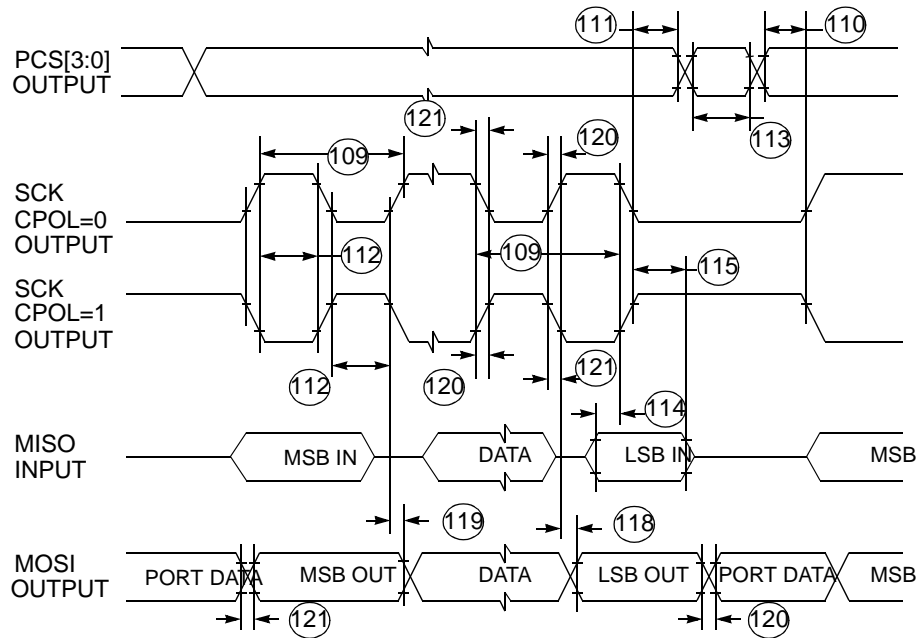 111
110
PCS[3:0]
OUTPUT
121
120
113
109
SCK
CPOL=0
OUTPUT
112
109
115
SCK
CPOL=1
OUTPUT
112
120
121
114
MISO
INPUT
MSB IN
DATA
LSB IN
MSB
119
118
MOSI
OUTPUT
PORT DATA
MSB OUT
DATA
LSB OUT
PORT DATA
MSB
121
120